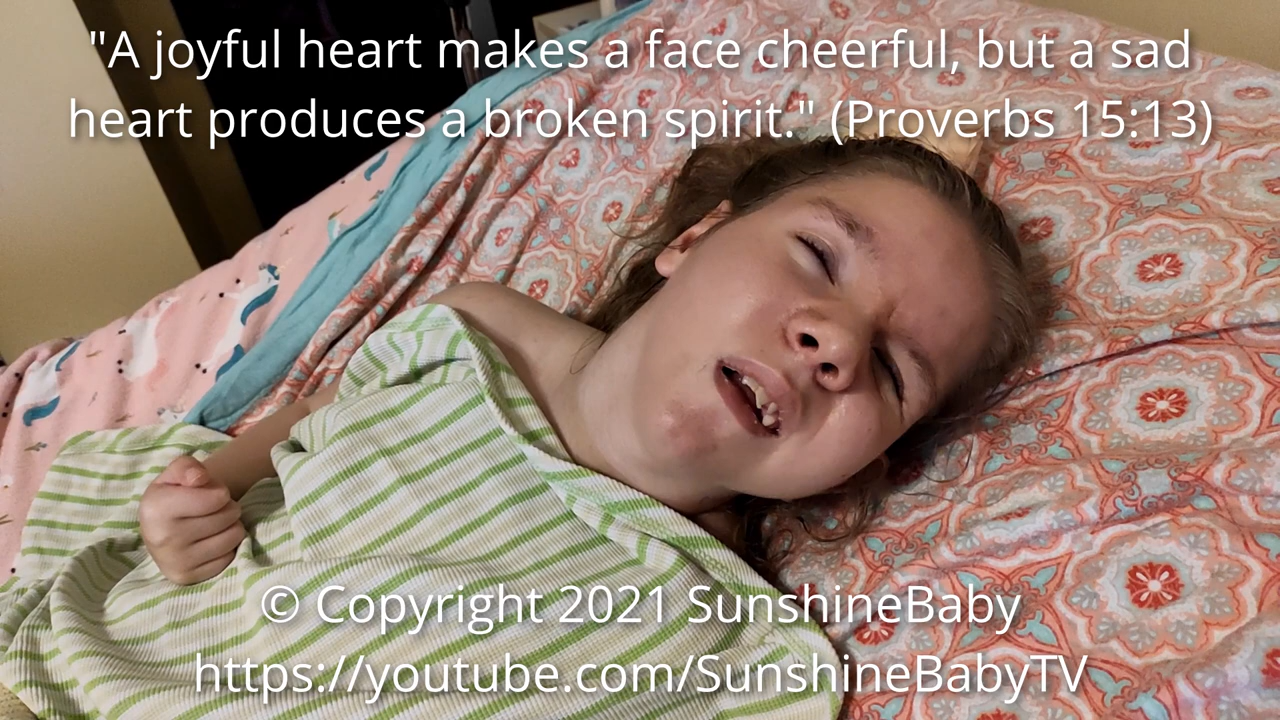 "A joyful heart makes a face cheerful, but a sad
heart produces a broken spirit." (Proverbs 15:13)
© Copyright 2021 SunshineBaby
https://youtube.com/SunshineBabyTV